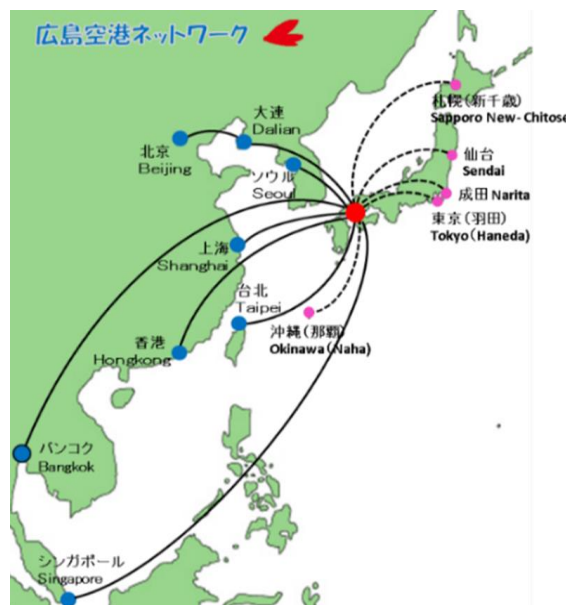 広島空港ネットワーク
札幌(新千歳)
Sapporo New-Chitose
大連
Dalian
北京
Beijing
仙台
Sendai
ソウル
Seoul
成田 Narita
東京(羽田)
Tokyo(Haneda)
上海
Shanghai
台北
Taipei
沖縄(那覇)
Okinawa(Naha)
香港
Hongkong
バンコク
Bangkok
シンガポール
Singapore